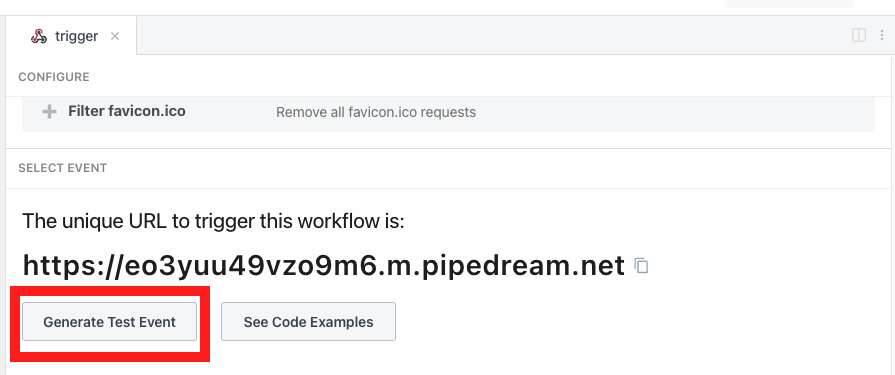 trigger
CONFIGURE
Filter favicon.ico Remove all favicon.ico requests
SELECT EVENT
The unique URL to trigger this workflow is:
https://eo3yuu49vzo9m6.m.pipedream.net
Generate Test Event See Code Examples